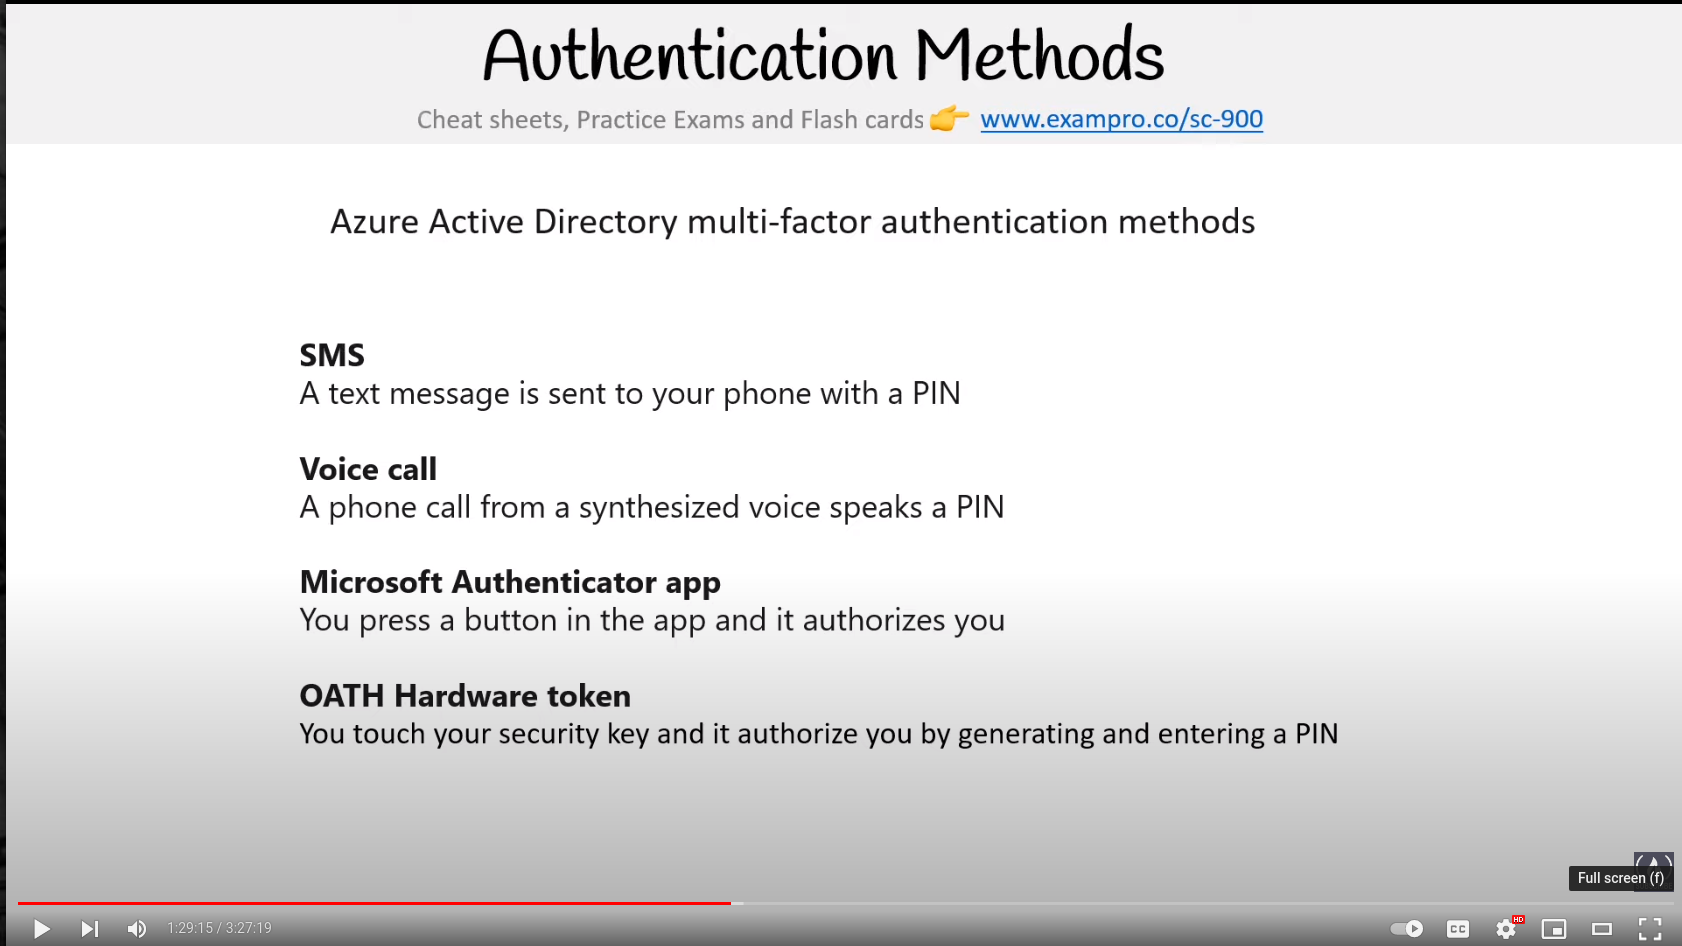 Authentication Methods
Cheat sheets, Practice Exams and Flash cards 👉 www.exampro.co/sc-900
Azure Active Directory multi-factor authentication methods
SMS
A text message is sent to your phone with a PIN
Voice call
A phone call from a synthesized voice speaks a PIN
Microsoft Authenticator app
You press a button in the app and it authorizes you
OATH Hardware token
You touch your security key and it authorize you by generating and entering a PIN
Full screen (f)
1:29:15 / 3:27:19
CC
HD